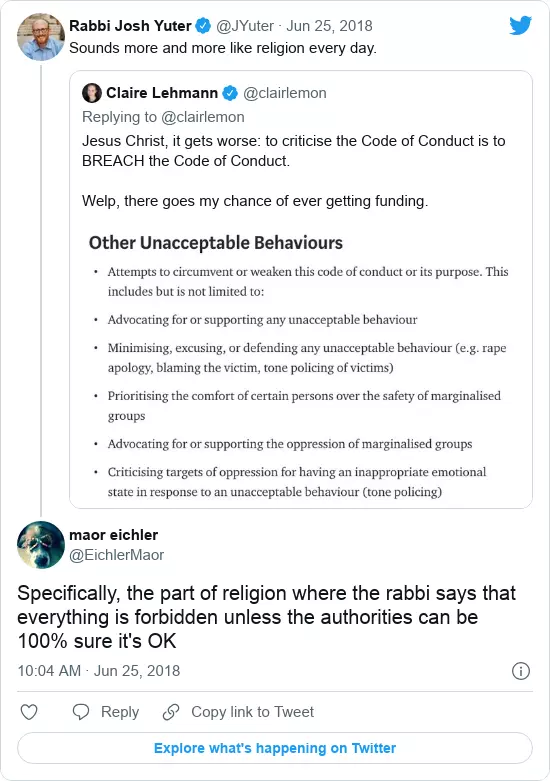 Rabbi Josh Yuter @JYuter · Jun 25, 2018
Sounds more and more like religion every day.
Claire Lehmann @clairlemon
Replying to @clairlemon
Jesus Christ, it gets worse: to criticise the Code of Conduct is to
BREACH the Code of Conduct.
Welp, there goes my chance of ever getting funding.
Other Unacceptable Behaviours
• Attempts to circumvent or weaken this code of conduct or its purpose. This
includes but is not limited to:
• Advocating for or supporting any unacceptable behaviour
• Minimising, excusing, or defending any unacceptable behaviour (e.g. rape
apology, blaming the victim, tone policing of victims)
• Prioritising the comfort of certain persons over the safety of marginalised
groups
• Advocating for or supporting the oppression of marginalised groups
• Criticising targets of oppression for having an inappropriate emotional
state in response to an unacceptable behaviour (tone policing)
maor eichler
@EichlerMaor
Specifically, the part of religion where the rabbi says that
everything is forbidden unless the authorities can be
100% sure it's OK
10:04 AM · Jun 25, 2018
Reply Copy link to Tweet
Explore what's happening on Twitter